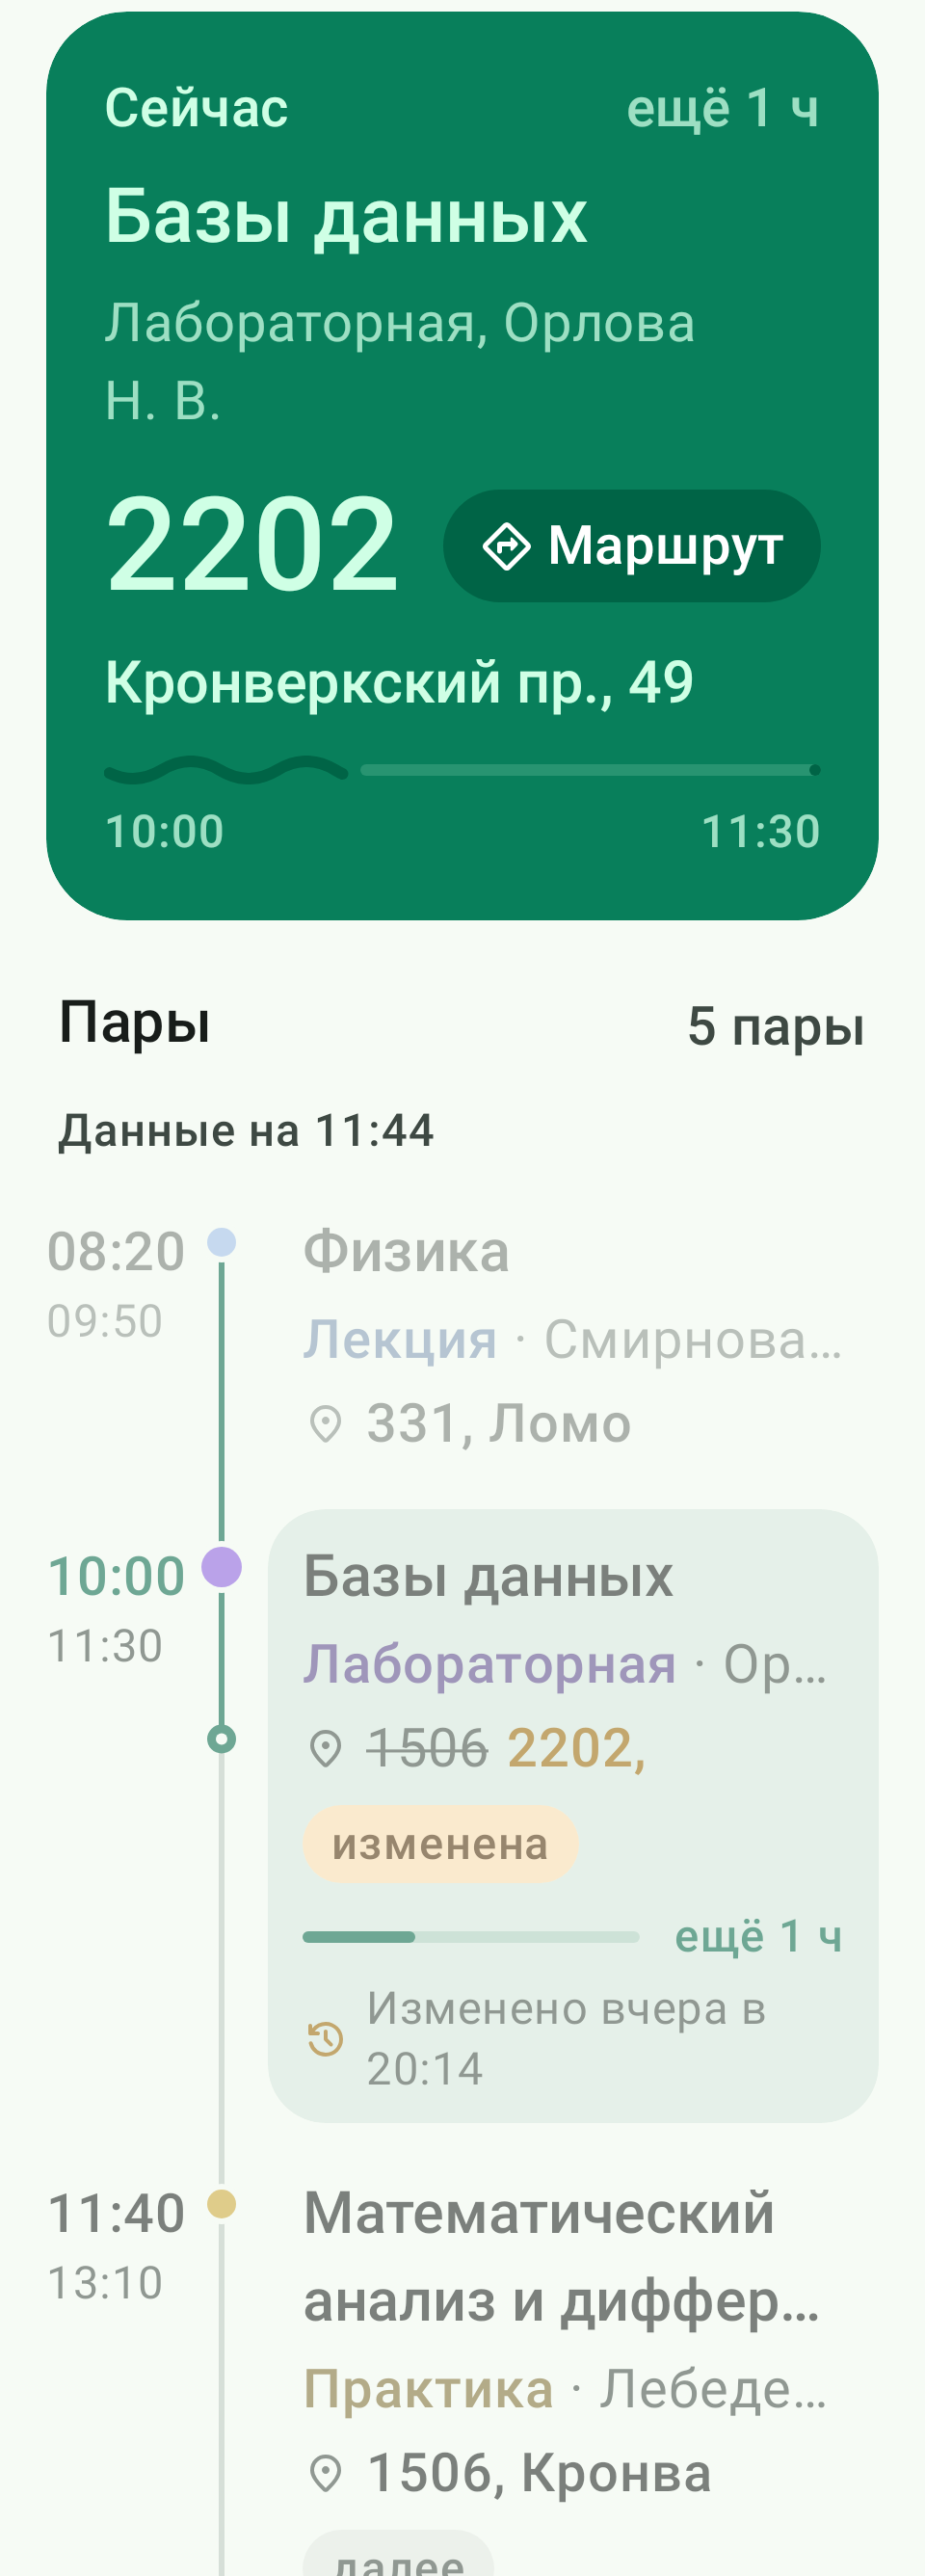 Сейчас ещё 1 ч
Базы данных
Лабораторная, Орлова
Н. В.
2202 Маршрут
Кронверкский пр., 49
10:00 11:30
Пары 5 пары
Данные на 11:44
08:20 Физика
09:50 Лекция · Смирнова…
331, Ломо
10:00 Базы данных
11:30 Лабораторная · Ор…
1506 2202,
изменена
ещё 1 ч
Изменено вчера в
20:14
11:40 Математический
13:10 анализ и диффер…
Практика · Лебеде…
1506, Кронва
далее